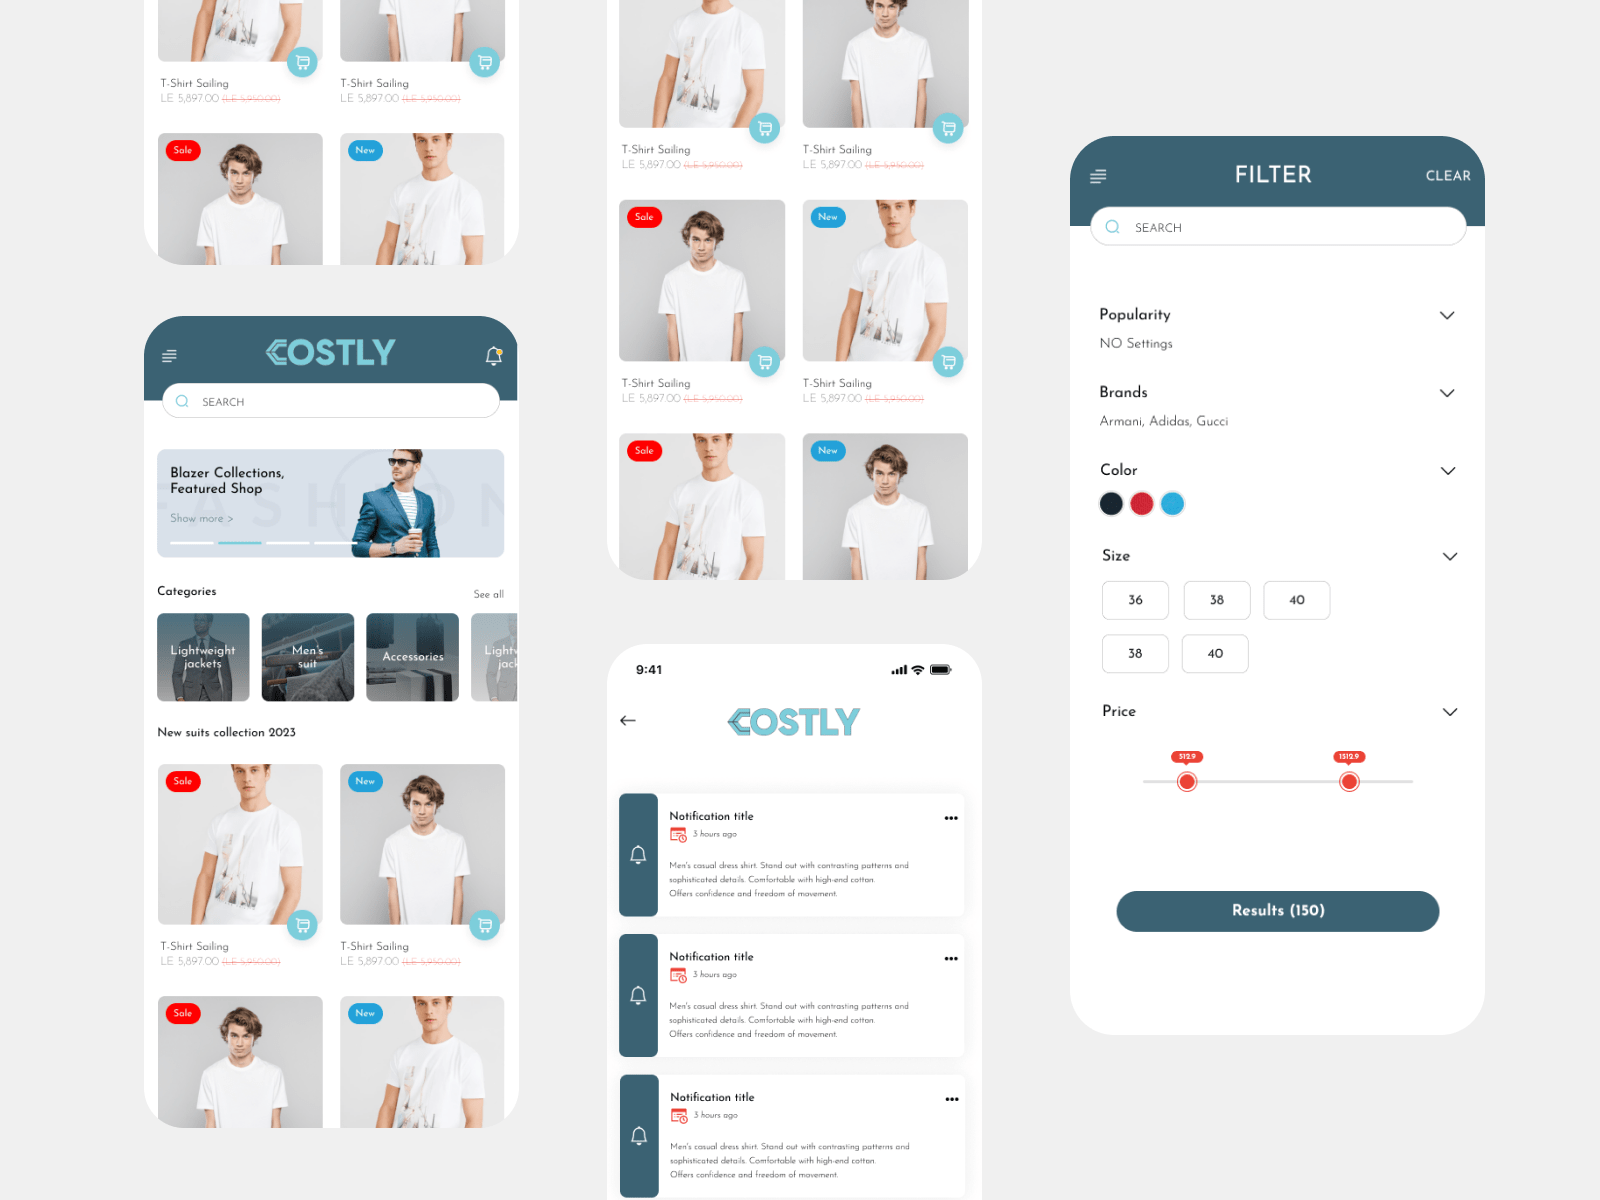 T-Shirt Sailing
LE 5,897.00 (LE 5,950.00)
T-Shirt Sailing
LE 5,897.00 (LE 5,950.00)
Sale
New
COSTLY
SEARCH
FASHION
Blazer Collections,
Featured Shop
Show more >
Categories
See all
Lightweight
jackets
Men's
suit
Accessories
Lightw
jack
New suits collection 2023
Sale
New
T-Shirt Sailing
LE 5,897.00 (LE 5,950.00)
T-Shirt Sailing
LE 5,897.00 (LE 5,950.00)
Sale
New
T-Shirt Sailing
LE 5,897.00 (LE 5,950.00)
T-Shirt Sailing
LE 5,897.00 (LE 5,950.00)
Sale
New
T-Shirt Sailing
LE 5,897.00 (LE 5,950.00)
T-Shirt Sailing
LE 5,897.00 (LE 5,950.00)
Sale
New
9:41
COSTLY
Notification title
3 hours ago
Men's casual dress shirt. Stand out with contrasting patterns and
sophisticated details. Comfortable with high-end cotton.
Offers confidence and freedom of movement.
Notification title
3 hours ago
Men's casual dress shirt. Stand out with contrasting patterns and
sophisticated details. Comfortable with high-end cotton.
Offers confidence and freedom of movement.
Notification title
3 hours ago
Men's casual dress shirt. Stand out with contrasting patterns and
sophisticated details. Comfortable with high-end cotton.
Offers confidence and freedom of movement.
FILTER
CLEAR
SEARCH
Popularity
NO Settings
Brands
Armani, Adidas, Gucci
Color
Size
36
38
40
38
40
Price
512.9
1512.9
Results (150)